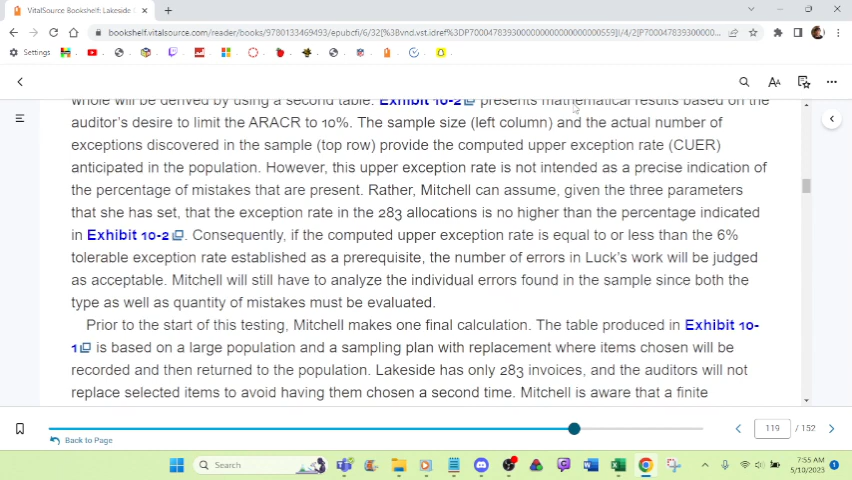 VitalSource Bookshelf: Lakeside
bookshelf.vitalsource.com/reader/books/9780133469493/epubcfi/6/32[%3Bvnd.vst.idref%3DP7000478393000000000000000000559]!/4/2[P700047839300000...
Settings
whole will be derived by using a second table. Exhibit 10-2 presents mathematical results based on the
auditor's desire to limit the ARACR to 10%. The sample size (left column) and the actual number of
exceptions discovered in the sample (top row) provide the computed upper exception rate (CUER)
anticipated in the population. However, this upper exception rate is not intended as a precise indication of
the percentage of mistakes that are present. Rather, Mitchell can assume, given the three parameters
that she has set, that the exception rate in the 283 allocations is no higher than the percentage indicated
in Exhibit 10-2. Consequently, if the computed upper exception rate is equal to or less than the 6%
tolerable exception rate established as a prerequisite, the number of errors in Luck's work will be judged
as acceptable. Mitchell will still have to analyze the individual errors found in the sample since both the
type as well as quantity of mistakes must be evaluated.
Prior to the start of this testing, Mitchell makes one final calculation. The table produced in Exhibit 10-
1 is based on a large population and a sampling plan with replacement where items chosen will be
recorded and then returned to the population. Lakeside has only 283 invoices, and the auditors will not
replace selected items to avoid having them chosen a second time. Mitchell is aware that a finite
119 / 152
Back to Page
Search
7:55 AM
5/10/2023